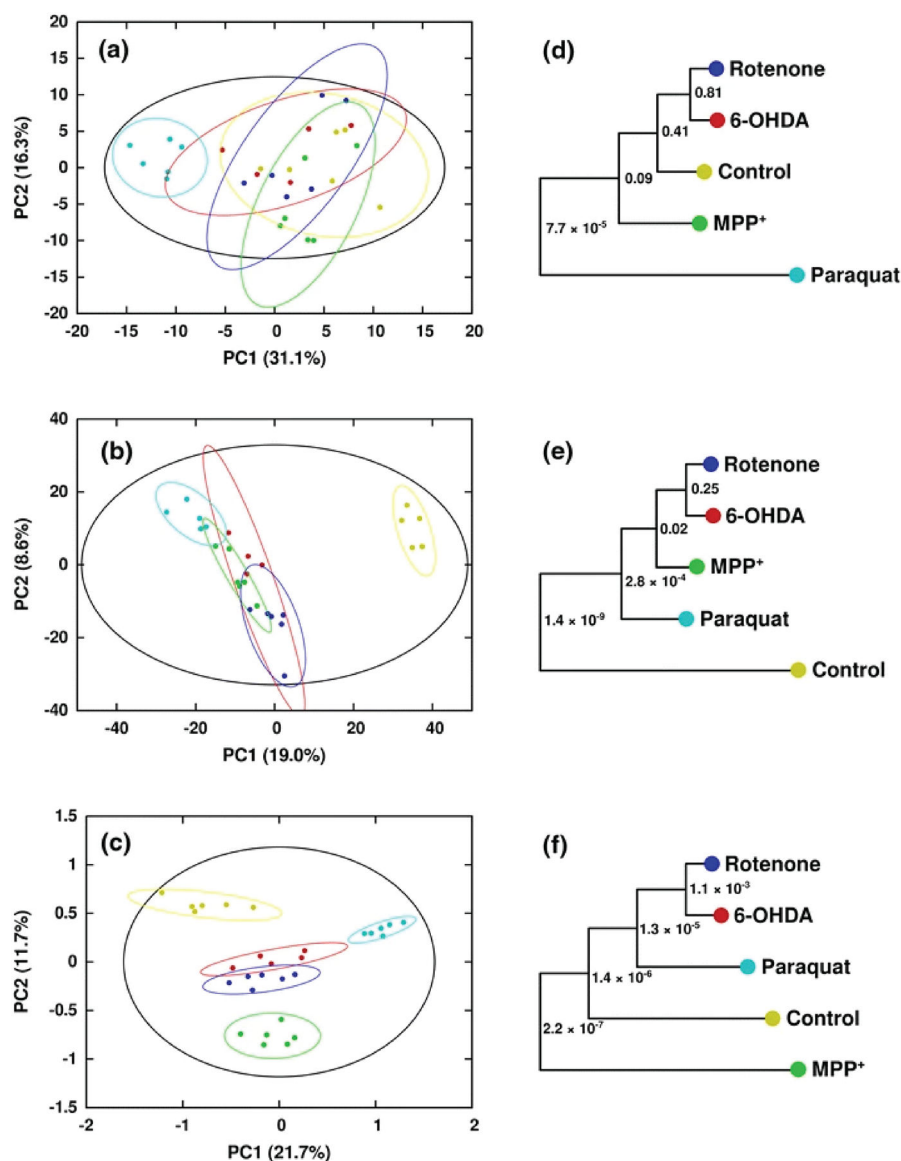 (a)
20
15
10
5
0
-5
-10
-15
-20
PC2 (16.3%)
-20 -15 -10 -5 0 5 10 15 20
PC1 (31.1%)
(d)
Rotenone
0.81
6-OHDA
0.41
Control
0.09
MPP⁺
7.7 × 10⁻⁵
Paraquat
(b)
40
20
0
-20
-40
PC2 (8.6%)
-40 -20 0 20 40
PC1 (19.0%)
(e)
Rotenone
0.25
6-OHDA
0.02
MPP⁺
2.8 × 10⁻⁴
Paraquat
1.4 × 10⁻⁹
Control
(c)
1.5
1
0.5
0
-0.5
-1
-1.5
PC2 (11.7%)
-2 -1 0 1 2
PC1 (21.7%)
(f)
Rotenone
1.1 × 10⁻³
6-OHDA
1.3 × 10⁻⁵
Paraquat
1.4 × 10⁻⁶
Control
2.2 × 10⁻⁷
MPP⁺